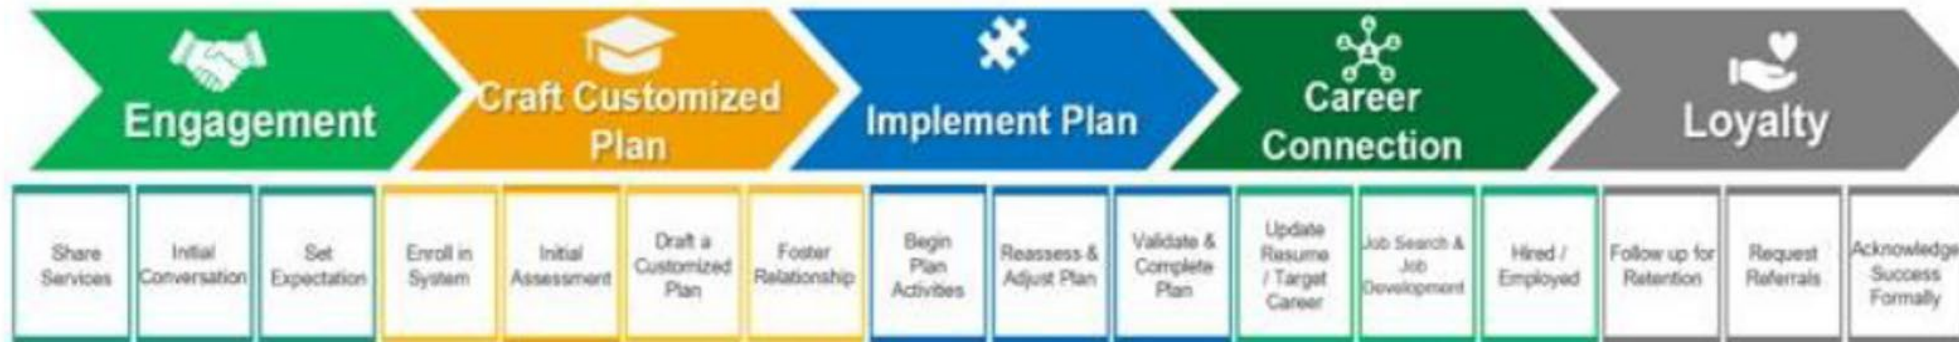 Engagement
Craft Customized
Plan
Implement Plan
Career
Connection
Loyalty
Share
Services
Initial
Conversation
Set
Expectation
Enroll in
System
Initial
Assessment
Draft a
Customized
Plan
Foster
Relationship
Begin
Plan
Activities
Reassess &
Adjust Plan
Validate &
Complete
Plan
Update
Resume
/ Target
Career
Job Search &
Job
Development
Hired /
Employed
Follow up for
Retention
Request
Referrals
Acknowledge
Success
Formally